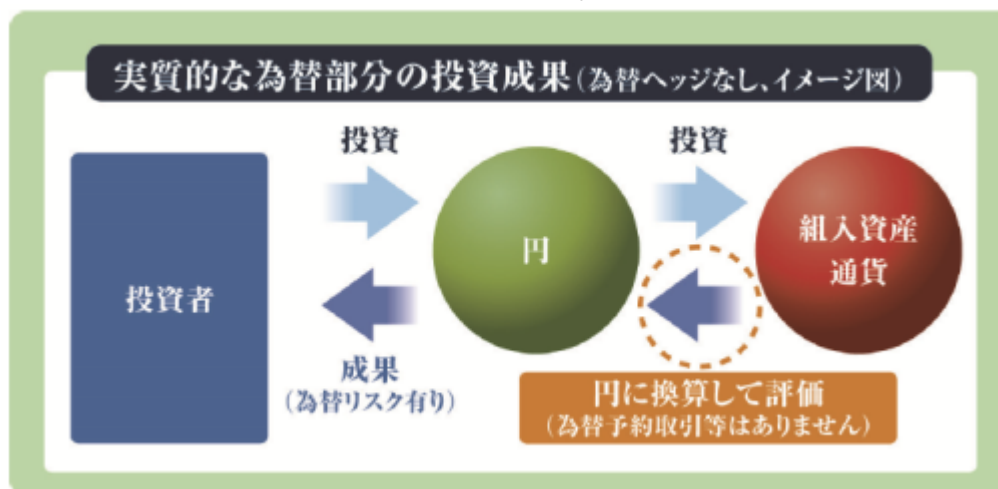 実質的な為替部分の投資成果(為替ヘッジなし、イメージ図)
投資
投資
投資者
円
組入資産
通貨
成果
(為替リスク有り)
円に換算して評価
(為替予約取引等はありません)